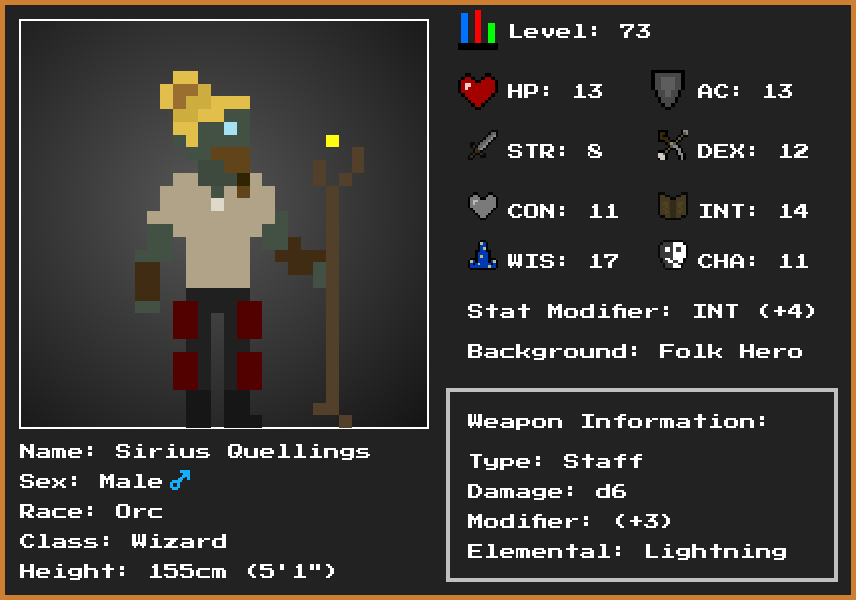 Level: 73
HP: 13 AC: 13
STR: 8 DEX: 12
CON: 11 INT: 14
WIS: 17 CHA: 11
Stat Modifier: INT (+4)
Background: Folk Hero
Weapon Information:
Type: Staff
Damage: d6
Modifier: (+3)
Elemental: Lightning
Name: Sirius Quellings
Sex: Male♂
Race: Orc
Class: Wizard
Height: 155cm (5'1")